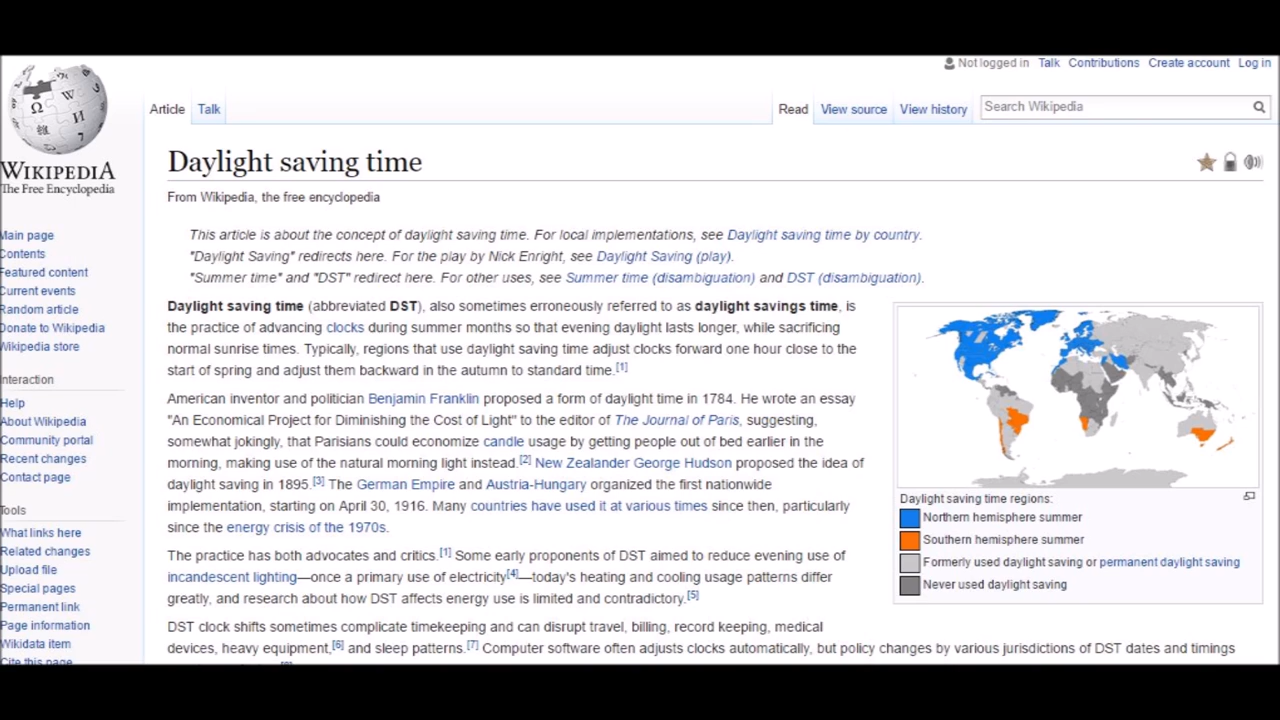 Not logged in Talk Contributions Create account Log in
Article Talk Read View source View history Search Wikipedia
WIKIPEDIA
The Free Encyclopedia
Main page
Contents
Featured content
Current events
Random article
Donate to Wikipedia
Wikipedia store
Interaction
Help
About Wikipedia
Community portal
Recent changes
Contact page
Tools
What links here
Related changes
Upload file
Special pages
Permanent link
Page information
Wikidata item
Cite this page
Daylight saving time
From Wikipedia, the free encyclopedia
This article is about the concept of daylight saving time. For local implementations, see Daylight saving time by country.
"Daylight Saving" redirects here. For the play by Nick Enright, see Daylight Saving (play).
"Summer time" and "DST" redirect here. For other uses, see Summer time (disambiguation) and DST (disambiguation).
Daylight saving time (abbreviated DST), also sometimes erroneously referred to as daylight savings time, is
the practice of advancing clocks during summer months so that evening daylight lasts longer, while sacrificing
normal sunrise times. Typically, regions that use daylight saving time adjust clocks forward one hour close to the
start of spring and adjust them backward in the autumn to standard time.[1]
American inventor and politician Benjamin Franklin proposed a form of daylight time in 1784. He wrote an essay
"An Economical Project for Diminishing the Cost of Light" to the editor of The Journal of Paris, suggesting,
somewhat jokingly, that Parisians could economize candle usage by getting people out of bed earlier in the
morning, making use of the natural morning light instead.[2] New Zealander George Hudson proposed the idea of
daylight saving in 1895.[3] The German Empire and Austria-Hungary organized the first nationwide
implementation, starting on April 30, 1916. Many countries have used it at various times since then, particularly
since the energy crisis of the 1970s.
The practice has both advocates and critics.[1] Some early proponents of DST aimed to reduce evening use of
incandescent lighting—once a primary use of electricity[4]—today's heating and cooling usage patterns differ
greatly, and research about how DST affects energy use is limited and contradictory.[5]
DST clock shifts sometimes complicate timekeeping and can disrupt travel, billing, record keeping, medical
devices, heavy equipment,[6] and sleep patterns.[7] Computer software often adjusts clocks automatically, but policy changes by various jurisdictions of DST dates and timings
Daylight saving time regions:
Northern hemisphere summer
Southern hemisphere summer
Formerly used daylight saving or permanent daylight saving
Never used daylight saving